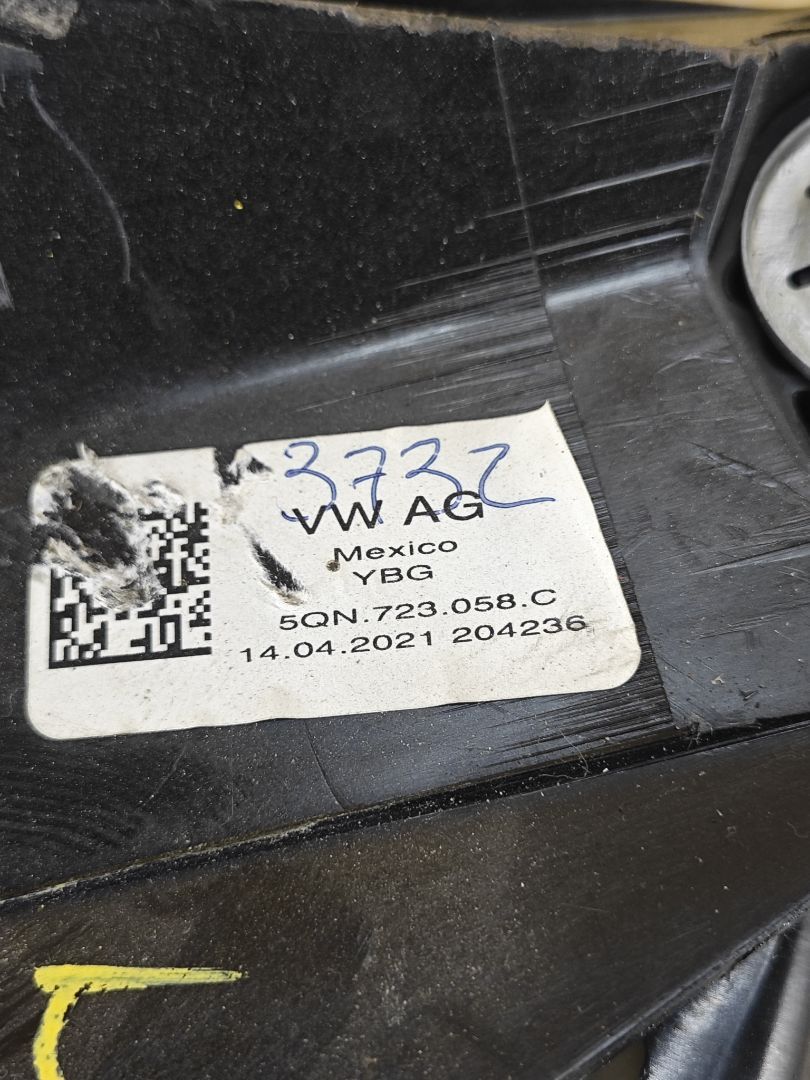 3732
VW AG
Mexico
YBG
5QN.723.058.C
14.04.2021 204236